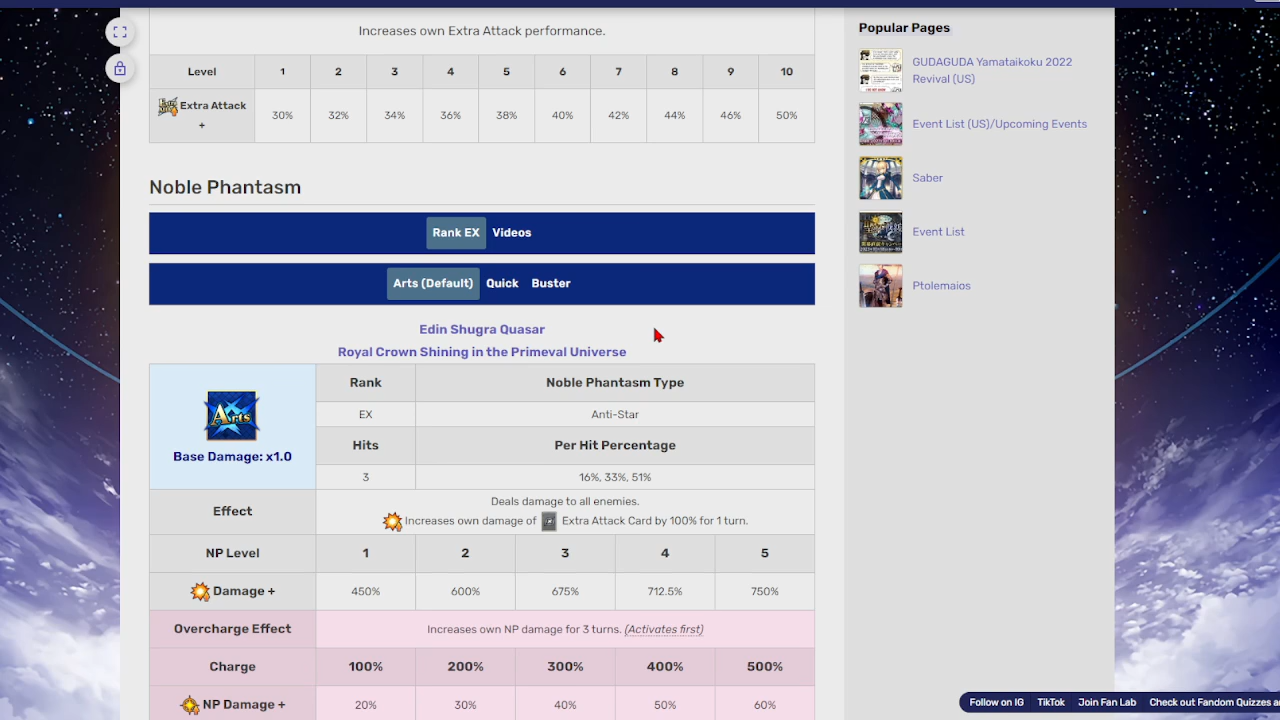 Increases own Extra Attack performance.
Level 1 2 3 4 5 6 7 8 9 10
Extra Attack
+ 30% 32% 34% 36% 38% 40% 42% 44% 46% 50%
Noble Phantasm
Rank EX Videos
Arts (Default) Quick Buster
Edin Shugra Quasar
Royal Crown Shining in the Primeval Universe
Arts
Base Damage: x1.0
Rank Noble Phantasm Type
EX Anti-Star
Hits Per Hit Percentage
3 16%, 33%, 51%
Effect
Deals damage to all enemies.
Increases own damage of Extra Attack Card by 100% for 1 turn.
NP Level 1 2 3 4 5
Damage + 450% 600% 675% 712.5% 750%
Overcharge Effect Increases own NP damage for 3 turns. (Activates first)
Charge 100% 200% 300% 400% 500%
NP Damage + 20% 50% 60%
Popular Pages
GUDAGUDA Yamataikoku 2022
Revival (US)
Event List (US)/Upcoming Events
Saber
Event List
Ptolemaios
Follow on IG TikTok Join Fan Lab Check out Fandom Quizzes a